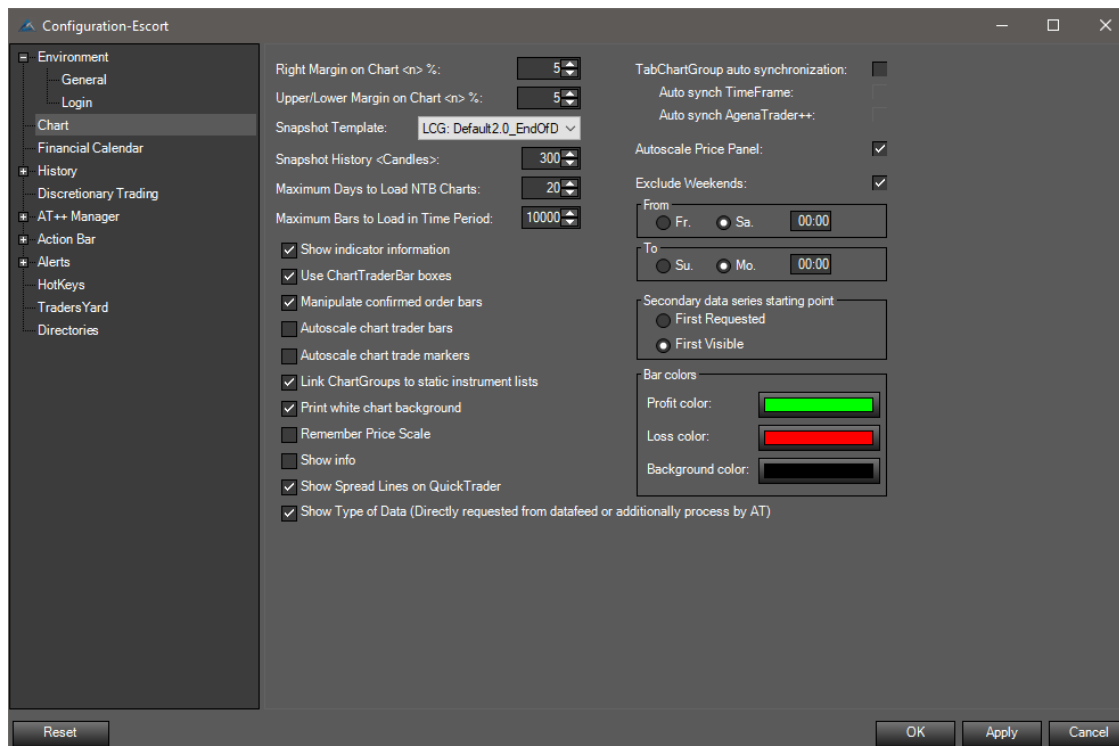 Configuration-Escort
Environment
General
Login
Chart
Financial Calendar
History
Discretionary Trading
AT++ Manager
Action Bar
Alerts
HotKeys
TradersYard
Directories
Right Margin on Chart <n> %: 5
Upper/Lower Margin on Chart <n> %: 5
Snapshot Template: LCG: Default2.0_EndOfD
Snapshot History <Candles>: 300
Maximum Days to Load NTB Charts: 20
Maximum Bars to Load in Time Period: 10000
Show indicator information
Use ChartTraderBar boxes
Manipulate confirmed order bars
Autoscale chart trader bars
Autoscale chart trade markers
Link ChartGroups to static instrument lists
Print white chart background
Remember Price Scale
Show info
Show Spread Lines on QuickTrader
Show Type of Data (Directly requested from datafeed or additionally process by AT)
TabChartGroup auto synchronization:
Auto synch TimeFrame:
Auto synch AgenaTrader++:
Autoscale Price Panel:
Exclude Weekends:
From
Fr. Sa. 00:00
To
Su. Mo. 00:00
Secondary data series starting point
First Requested
First Visible
Bar colors
Profit color:
Loss color:
Background color:
Reset OK Apply Cancel